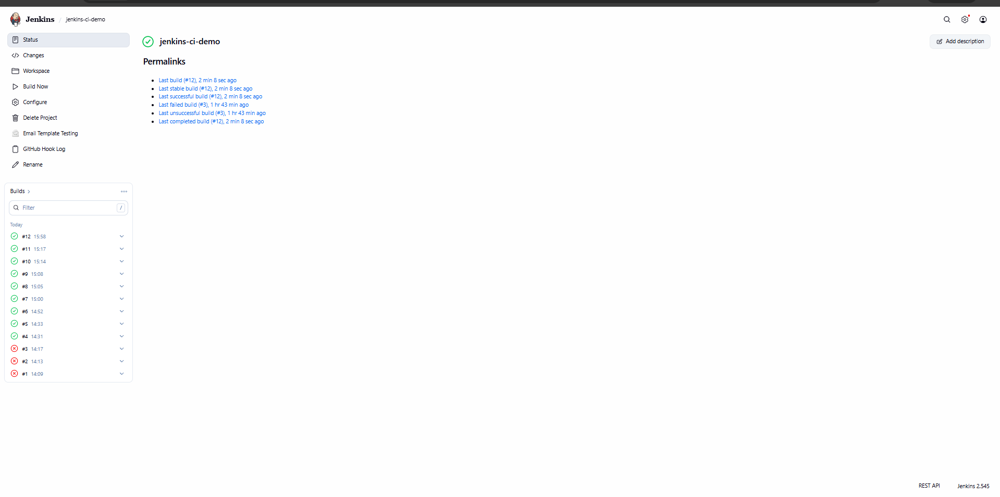 Jenkins / jenkins-ci-demo
Status
Changes
Workspace
Build Now
Configure
Delete Project
Email Template Testing
GitHub Hook Log
Rename
Builds
Filter /
Today
#12 15:58
#11 15:17
#10 15:14
#9 15:08
#8 15:05
#7 15:00
#6 14:52
#5 14:33
#4 14:31
#3 14:17
#2 14:13
#1 14:09
jenkins-ci-demo
Add description
Permalinks
Last build (#12), 2 min 8 sec ago
Last stable build (#12), 2 min 8 sec ago
Last successful build (#12), 2 min 8 sec ago
Last failed build (#3), 1 hr 43 min ago
Last unsuccessful build (#3), 1 hr 43 min ago
Last completed build (#12), 2 min 8 sec ago
REST API
Jenkins 2.545